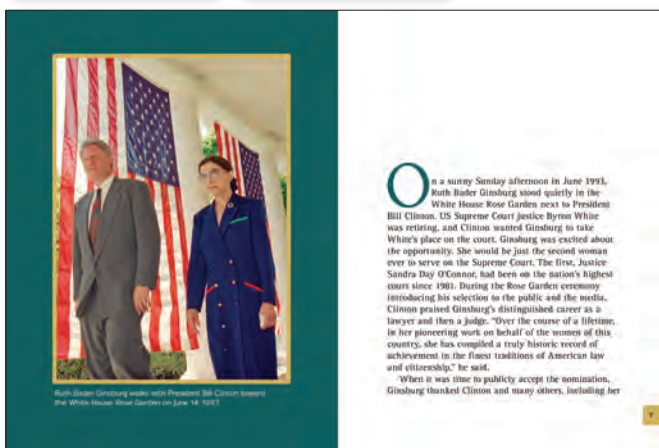 Ruth Bader Ginsburg walks with President Bill Clinton toward
the White House Rose Garden on June 14, 1993.
On a sunny Sunday afternoon in June 1993,
Ruth Bader Ginsburg stood quietly in the
White House Rose Garden next to President
Bill Clinton. US Supreme Court Justice Byron White
was retiring, and Clinton wanted Ginsburg to take
White's place on the court. Ginsburg was excited about
the opportunity. She would be just the second woman
ever to serve on the Supreme Court. The first, Justice
Sandra Day O'Connor, had been on the nation's highest
court since 1981. During the Rose Garden ceremony
introducing his selection to the public and the media,
Clinton praised Ginsburg's distinguished career as a
lawyer and then a judge. "Over the course of a lifetime,
in her pioneering work on behalf of the women of this
country, she has compiled a truly historic record of
achievement in the finest traditions of American law
and citizenship," he said.
When it was time to publicly accept the nomination,
Ginsburg thanked Clinton and many others, including her
7